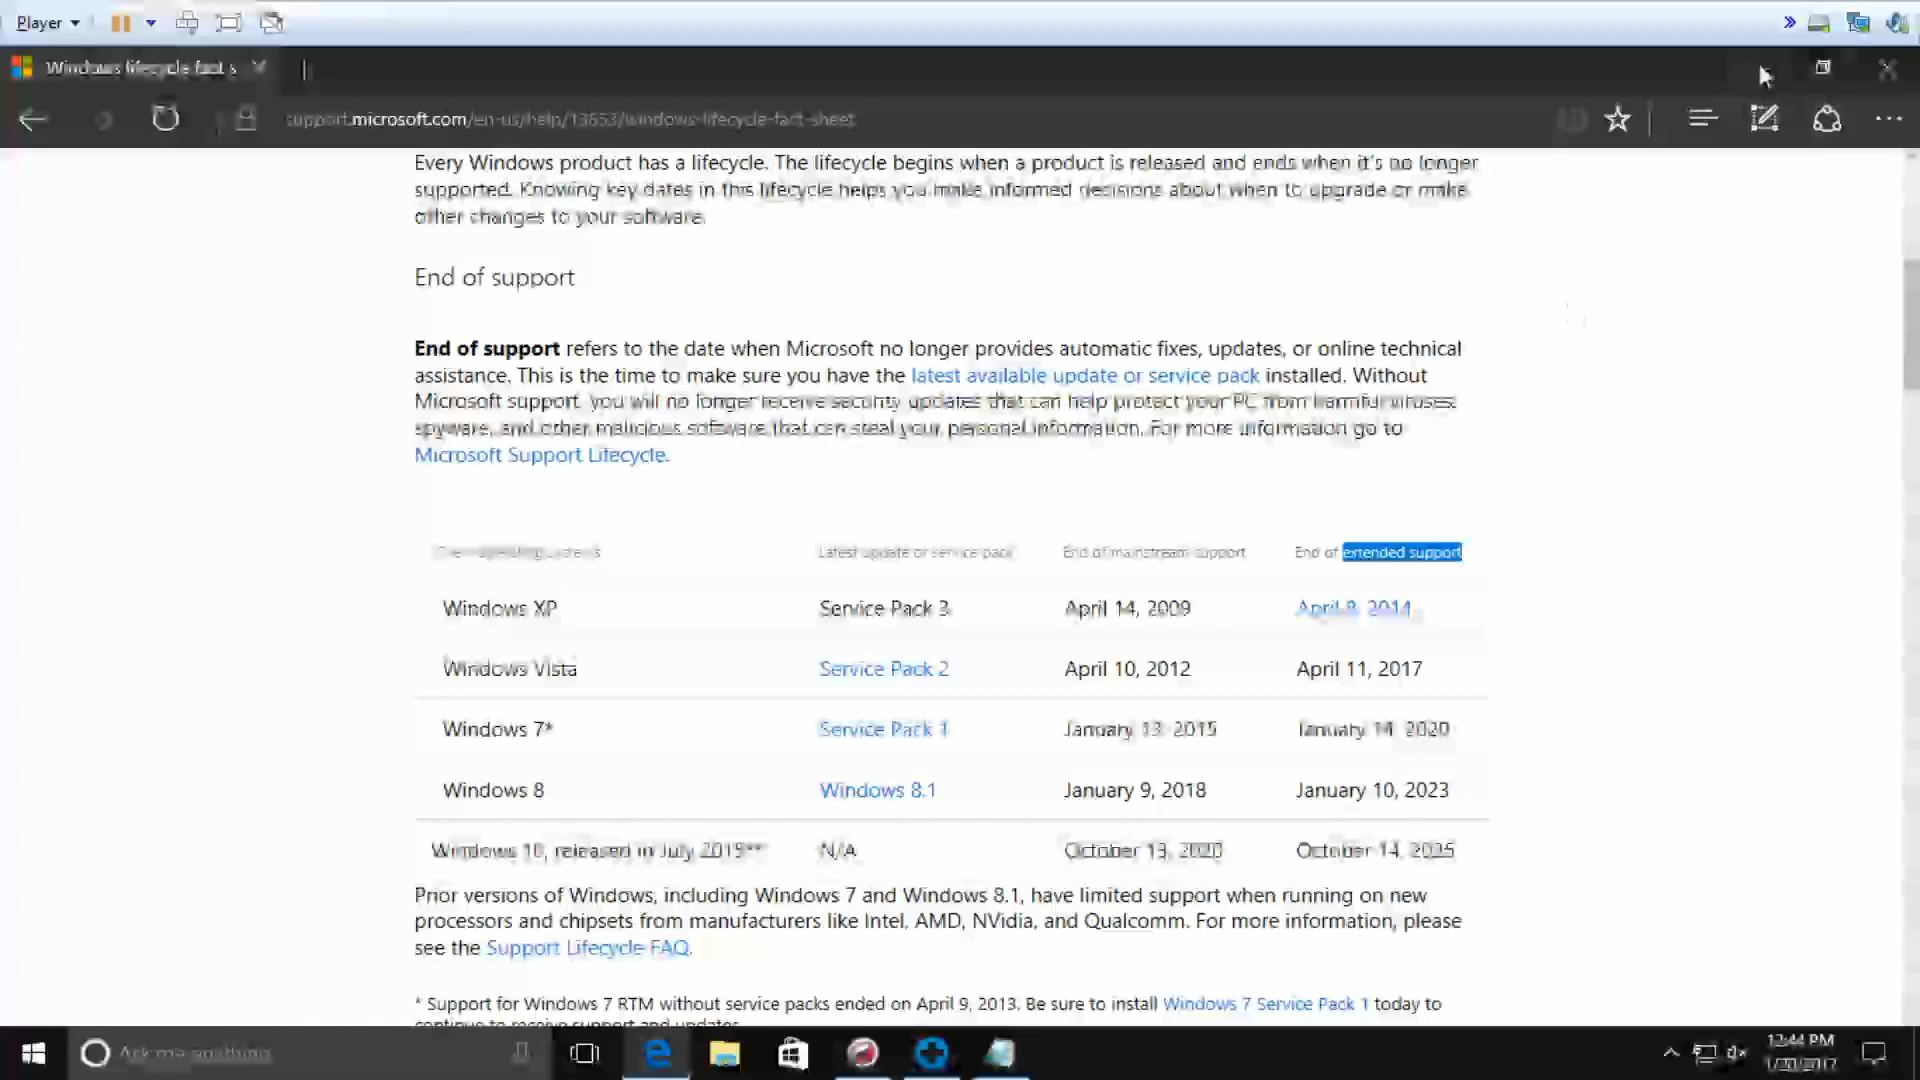 Player
Windows lifecycle fact s
support.microsoft.com/en-us/help/13853/windows-lifecycle-fact-sheet
Every Windows product has a lifecycle. The lifecycle begins when a product is released and ends when it's no longer
supported. Knowing key dates in this lifecycle helps you make informed decisions about when to upgrade or make
other changes to your software.
End of support
End of support refers to the date when Microsoft no longer provides automatic fixes, updates, or online technical
assistance. This is the time to make sure you have the latest available update or service pack installed. Without
Microsoft support, you will no longer receive security updates that can help protect your PC from harmful viruses,
spyware, and other malicious software that can steal your personal information. For more information go to
Microsoft Support Lifecycle.
operating systems Latest update or service pack End of mainstream support End of extended support
Windows XP Service Pack 3 April 14, 2009 April 8, 2014
Windows Vista Service Pack 2 April 10, 2012 April 11, 2017
Windows 7* Service Pack 1 January 13, 2015 January 14, 2020
Windows 8 Windows 8.1 January 9, 2018 January 10, 2023
Windows 10, released in July 2015** N/A October 13, 2020 October 14, 2025
Prior versions of Windows, including Windows 7 and Windows 8.1, have limited support when running on new
processors and chipsets from manufacturers like Intel, AMD, NVidia, and Qualcomm. For more information, please
see the Support Lifecycle FAQ.
* Support for Windows 7 RTM without service packs ended on April 9, 2013. Be sure to install Windows 7 Service Pack 1 today to
continue to receive support and updates.
Ask me anything
12:44 PM
1/20/2017